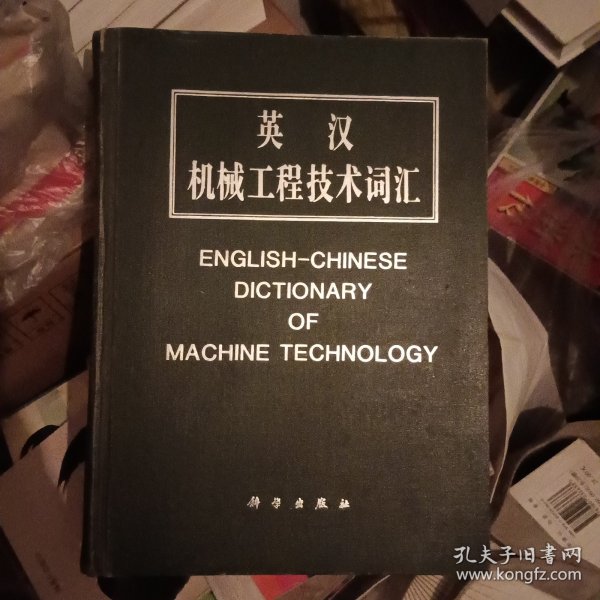 英 汉
机械工程技术词汇
ENGLISH-CHINESE
DICTIONARY
OF
MACHINE TECHNOLOGY
科学出版社
孔夫子旧书网
www.kongfz.com